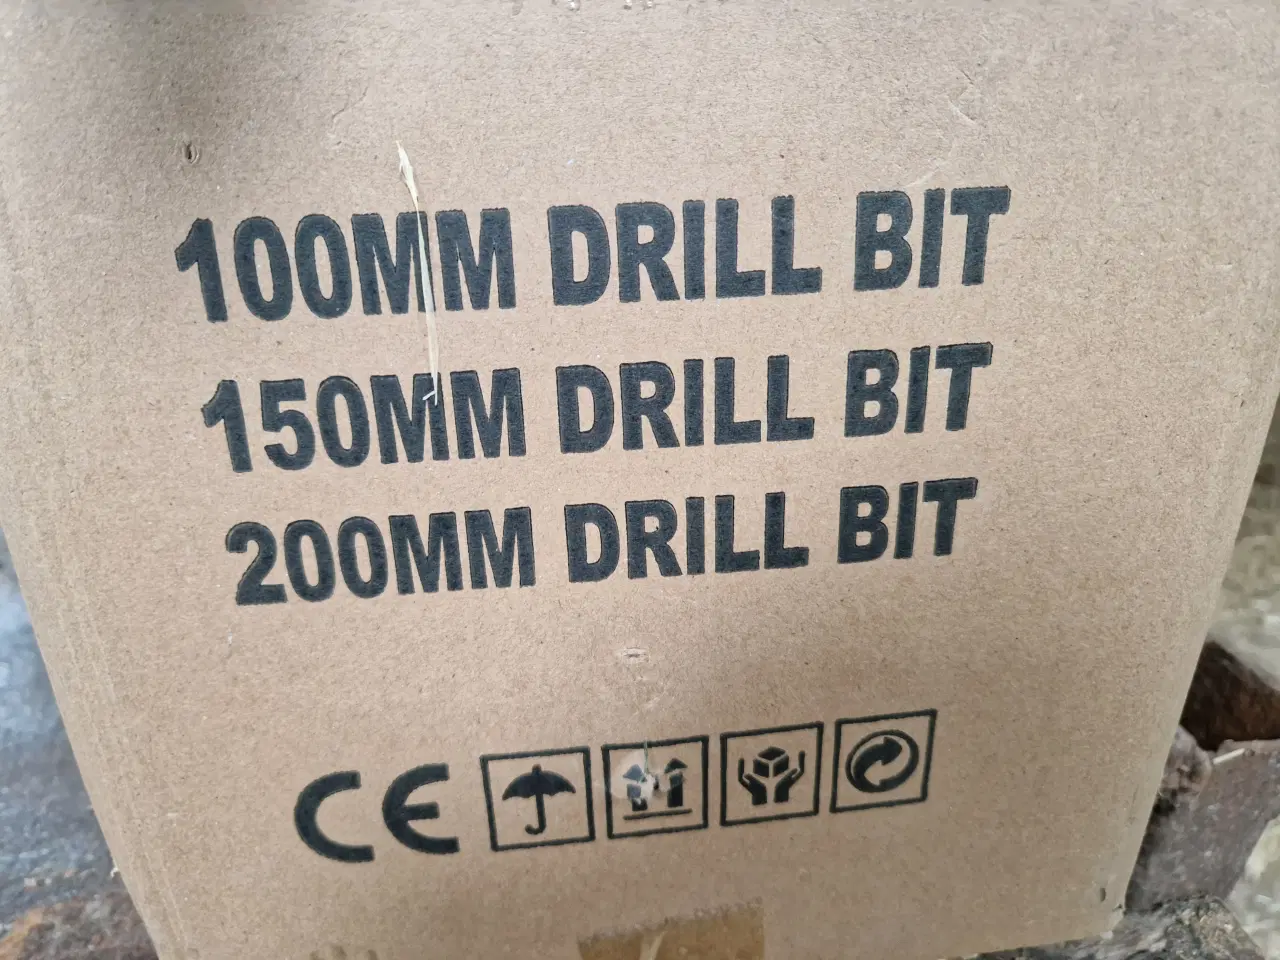 100MM DRILL BIT
150MM DRILL BIT
200MM DRILL BIT
CE